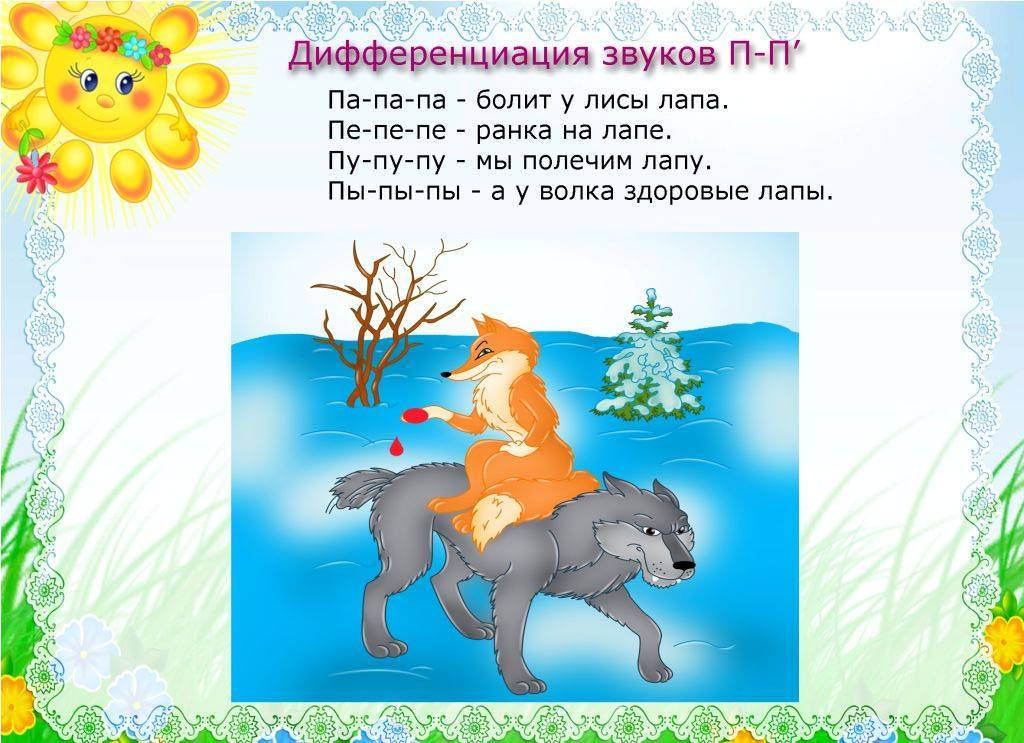 Дифференциация звуков П-П’
Па-па-па - болит у лисы лапа.
Пе-пе-пе - ранка на лапе.
Пу-пу-пу - мы полечим лапу.
Пы-пы-пы - а у волка здоровые лапы.